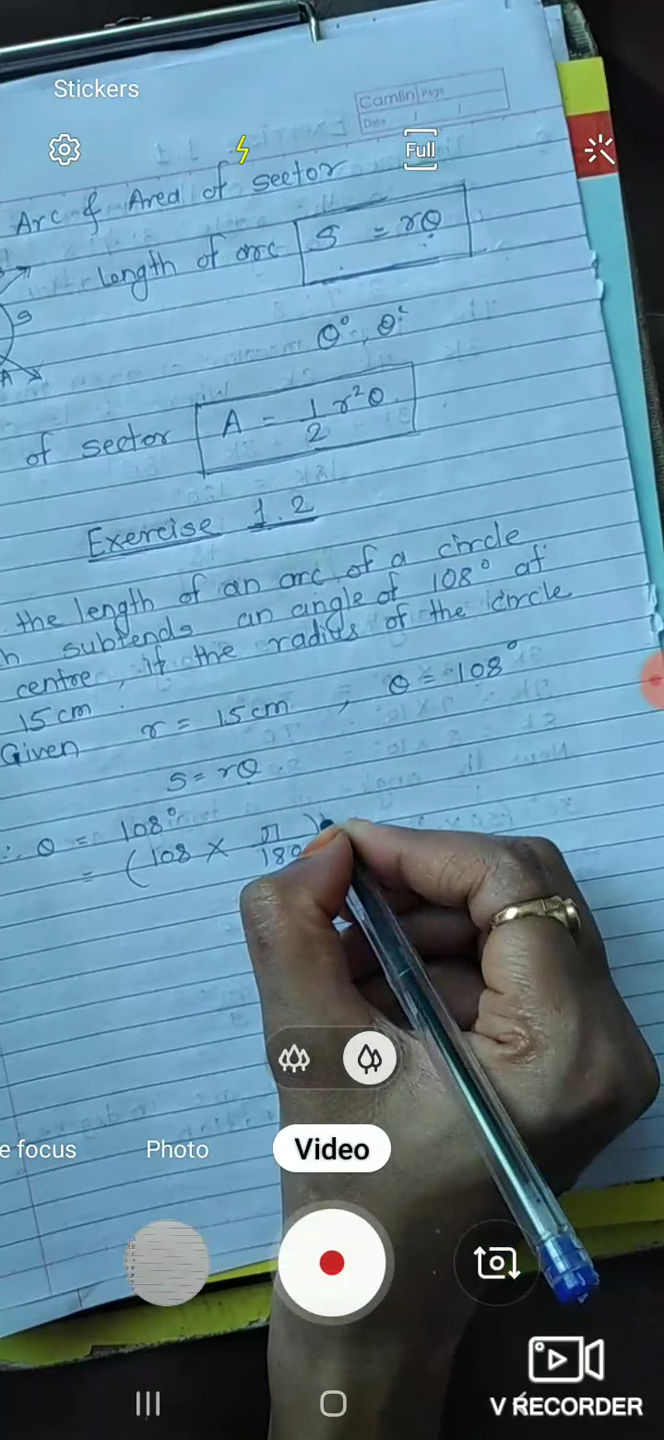 Stickers
Camlin Page
Date / /
Full
Arc & Area of sector
length of arc S = rθ
S
θ°, θᶜ
A
of sector A = 1/2 r²θ
Exercise 1.2
the length of an arc of a circle
h subtends an angle of 108° at
centre, if the radius of the circle
15 cm.
Given r = 15 cm, θ = 108°
S = rθ
∴ θ = 108°
= (108 × π/180)ᶜ
e focus Photo Video
V RECORDER